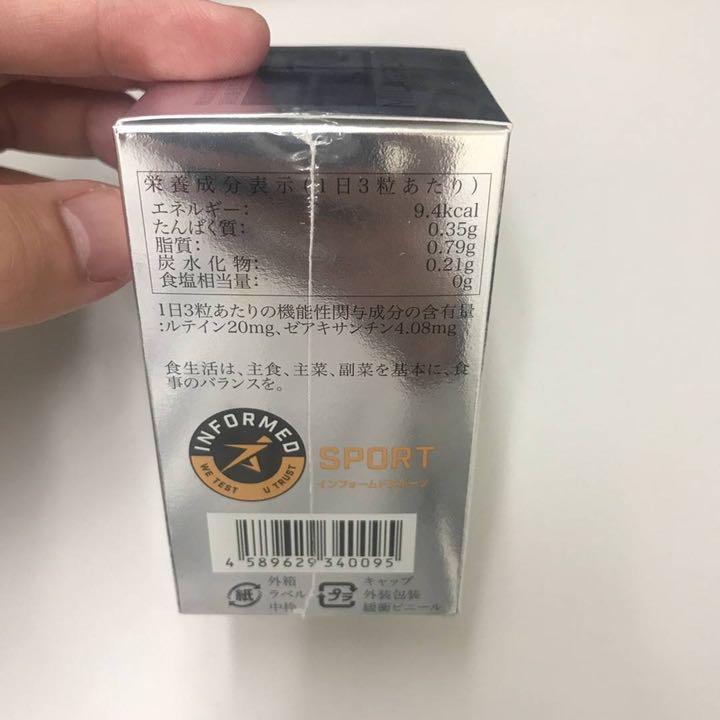 栄養成分表示(1日3粒あたり)
エネルギー: 9.4kcal
たんぱく質: 0.35g
脂質: 0.79g
炭水化物: 0.21g
食塩相当量: 0g
1日3粒あたりの機能性関与成分の含有量
:ルテイン20mg、ゼアキサンチン4.08mg
食生活は、主食、主菜、副菜を基本に、食
事のバランスを。
INFORMED
WE TEST U TRUST
SPORT
インフォームドスポーツ
4 589629 340095
紙 外箱 ラベル 中枠
プラ キャップ 外装包装 緩衝ビニール